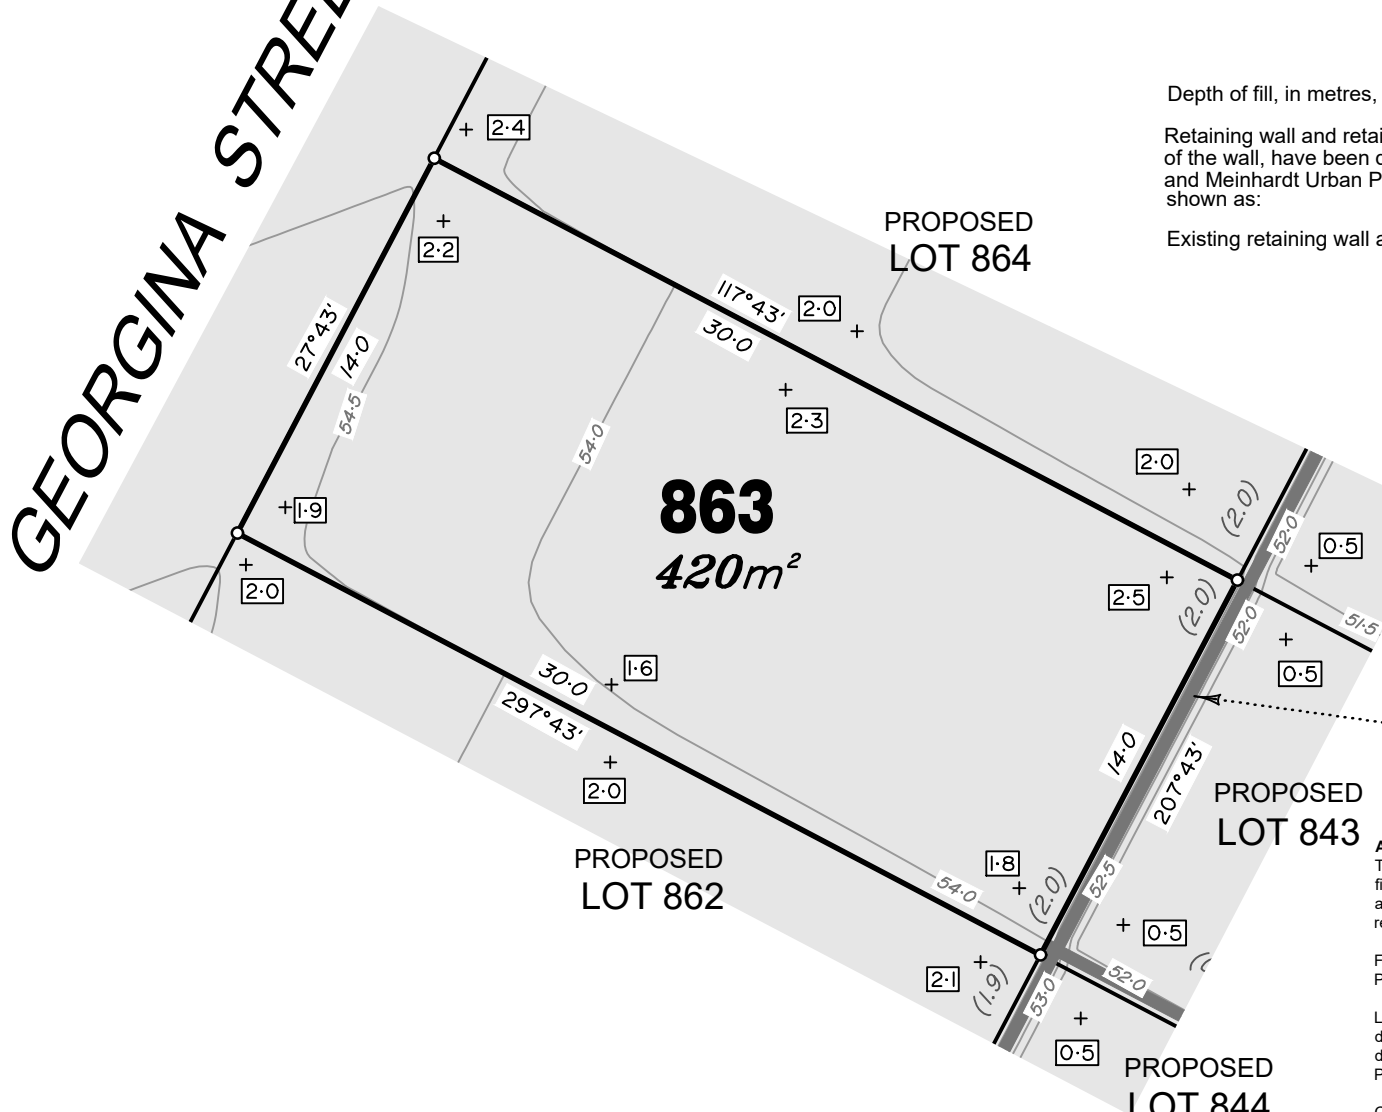 GEORGINA
2·4
Depth of fill, in metres,
Retaining wall and
of the wall, have been
and Meinhardt Urban
shown as:
Existing retaining wall
PROPOSED
LOT 864
2·2
117°43'
30·0
2·0
27°43'
14·0
54·5
54·0
2·3
2·0
(2.0)
863
420m²
1·9
2·0
52·0
0·5
2·5
(2.0)
52·0
51·5
0·5
1·6
30·0
297°43'
2·0
14·0
207°43'
PROPOSED
LOT 843
PROPOSED
LOT 862
1·8
54·0
(2.0)
52·5
0·5
2·1
(1.9)
53·0
52·0
0·5
PROPOSED
LOT 844